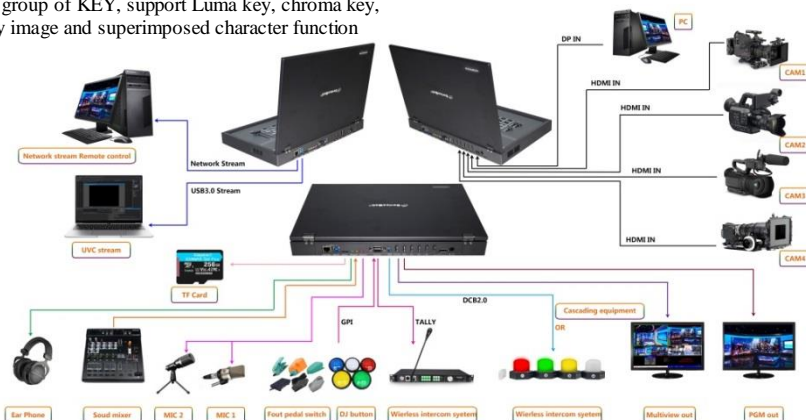 group of KEY, support Luma key, chroma key,
y image and superimposed character function
DP IN
PC
HDMI IN
CAM1
HDMI IN
CAM2
HDMI IN
CAM3
HDMI IN
CAM4
Network stream Remote control
Network Stream
USB3.0 Stream
UVC stream
256GB
TF Card
DCB2.0
Cascading equipment
GPI
TALLY
OR
Ear Phone
Soud mixer
MIC 2
MIC 1
Fout pedal switch
OJ button
Wierless intercom syetem
Wierless intercom syetem
Multiview out
PGM out